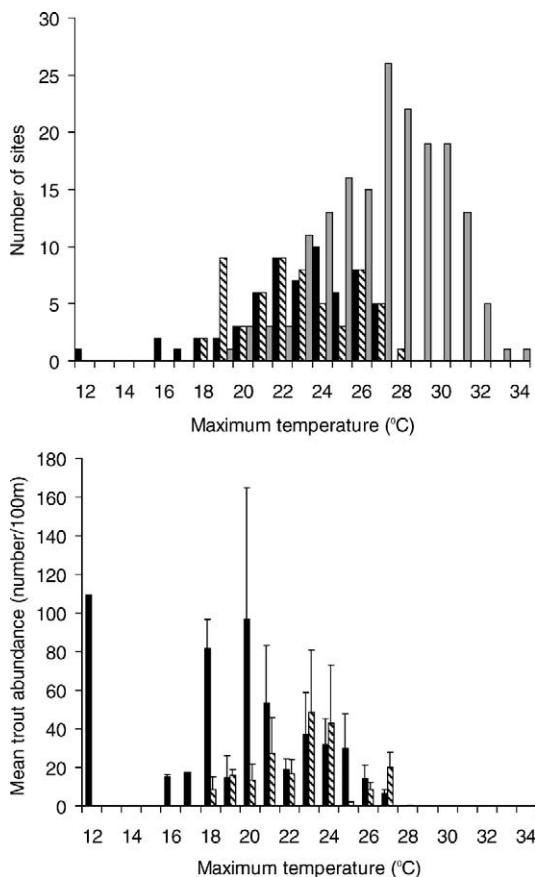 30
25
20
15
10
5
0
Number of sites
12 14 16 18 20 22 24 26 28 30 32 34
Maximum temperature (°C)
180
160
140
120
100
80
60
40
20
0
Mean trout abundance (number/100m)
12 14 16 18 20 22 24 26 28 30 32 34
Maximum temperature (°C)